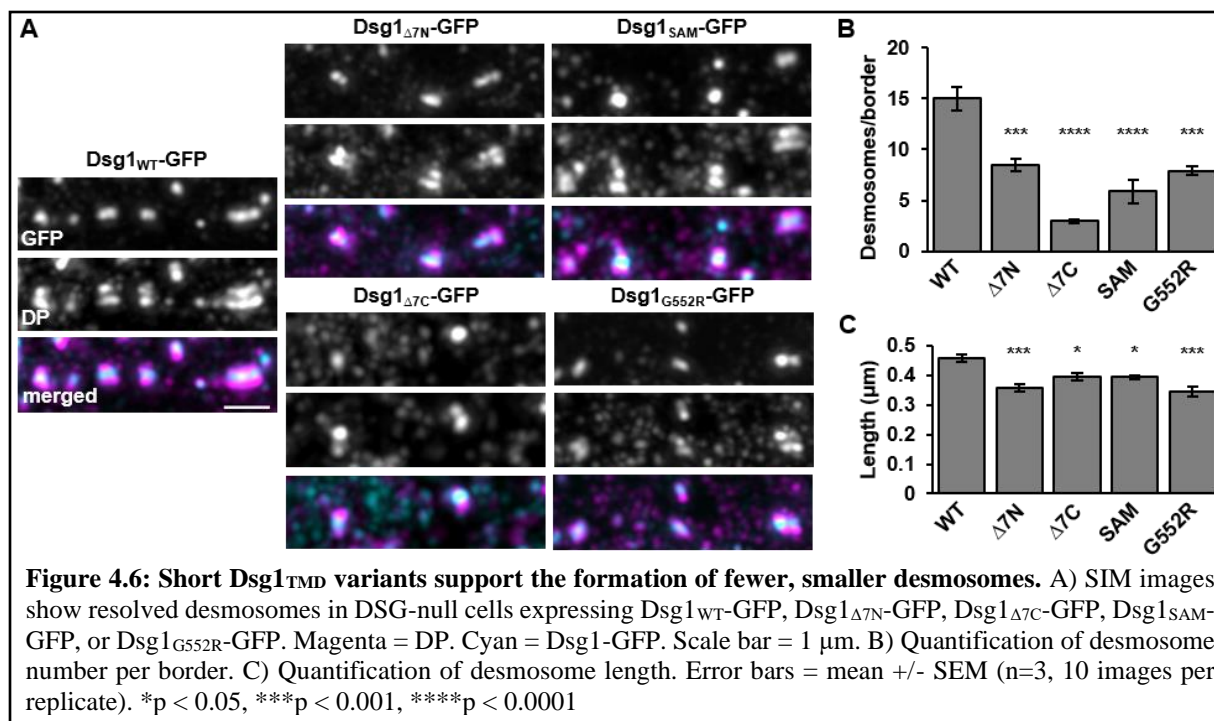 A
Dsg1WT-GFP
GFP
DP
merged
Dsg1Δ7N-GFP
Dsg1SAM-GFP
Dsg1Δ7C-GFP
Dsg1G552R-GFP
B
Desmosomes/border
20
15
10
5
0
***
****
****
***
WT
Δ7N
Δ7C
SAM
G552R
C
Length (µm)
0.5
0.4
0.3
0.2
0.1
0
***
*
*
***
WT
Δ7N
Δ7C
SAM
G552R
Figure 4.6: Short Dsg1TMD variants support the formation of fewer, smaller desmosomes. A) SIM images
show resolved desmosomes in DSG-null cells expressing Dsg1WT-GFP, Dsg1Δ7N-GFP, Dsg1Δ7C-GFP, Dsg1SAM-
GFP, or Dsg1G552R-GFP. Magenta = DP. Cyan = Dsg1-GFP. Scale bar = 1 µm. B) Quantification of desmosome
number per border. C) Quantification of desmosome length. Error bars = mean +/- SEM (n=3, 10 images per
replicate). *p < 0.05, ***p < 0.001, ****p < 0.0001